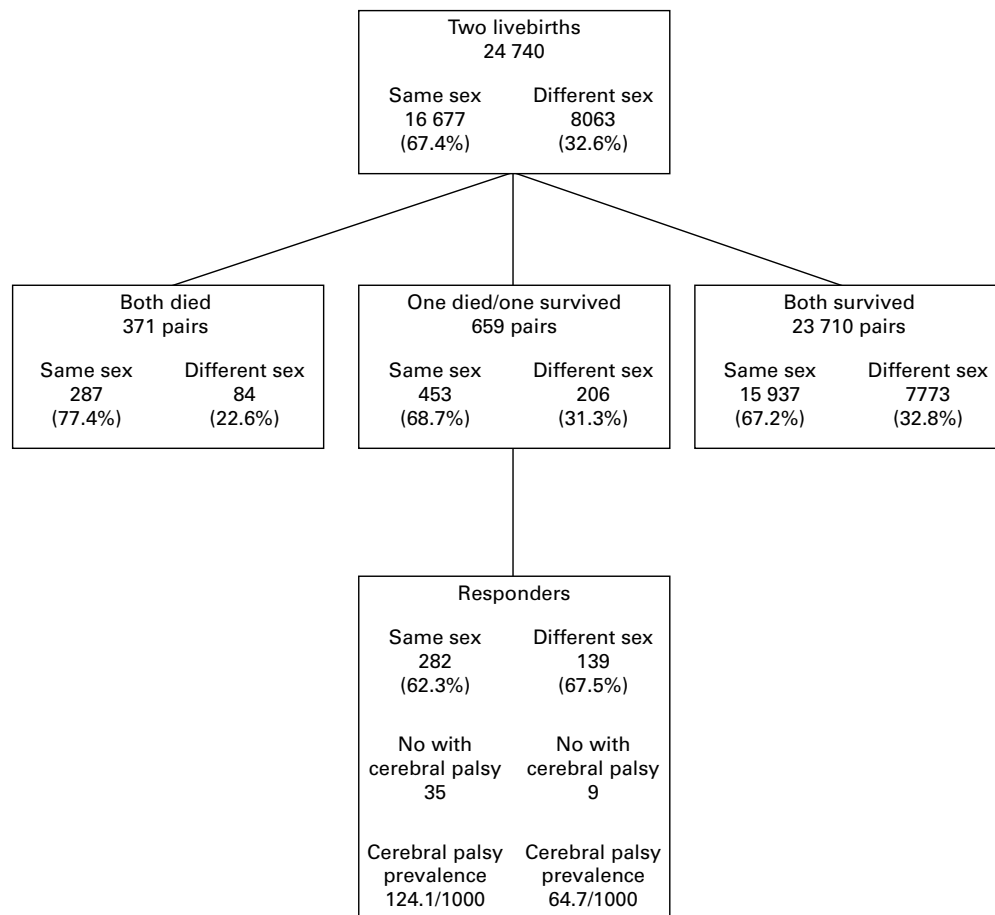 Two livebirths
24 740
Same sex
16 677
(67.4%)
Different sex
8063
(32.6%)
Both died
371 pairs
Same sex
287
(77.4%)
Different sex
84
(22.6%)
One died/one survived
659 pairs
Same sex
453
(68.7%)
Different sex
206
(31.3%)
Both survived
23 710 pairs
Same sex
15 937
(67.2%)
Different sex
7773
(32.8%)
Responders
Same sex
282
(62.3%)
Different sex
139
(67.5%)
No with
cerebral palsy
35
No with
cerebral palsy
9
Cerebral palsy
prevalence
124.1/1000
Cerebral palsy
prevalence
64.7/1000